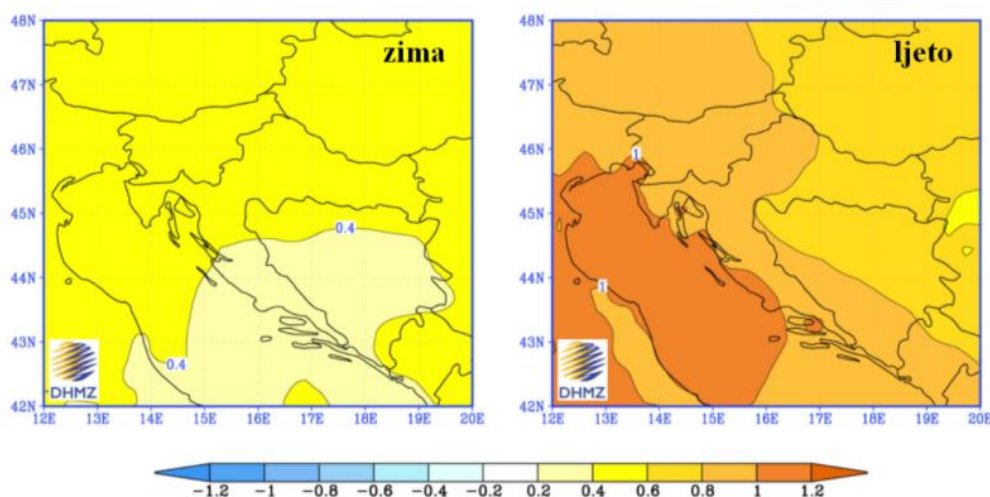 zima
48N
47N
46N
45N
44N
43N
42N
0.4
0.4
DHMZ
12E 13E 14E 15E 16E 17E 18E 19E 20E
ljeto
48N
47N
46N
45N
44N
43N
42N
1
1
DHMZ
12E 13E 14E 15E 16E 17E 18E 19E 20E
-1.2 -1 -0.8 -0.6 -0.4 -0.2 0.2 0.4 0.6 0.8 1 1.2